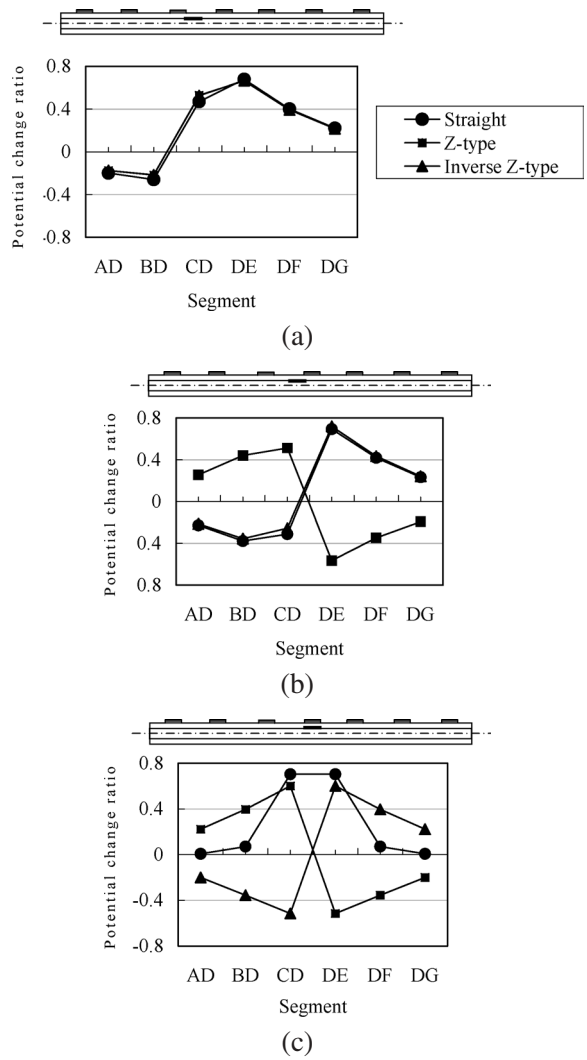 0.8
0.4
0
-0.4
-0.8
Potential change ratio
AD BD CD DE DF DG
Segment
Straight
Z-type
Inverse Z-type
(a)
0.8
0.4
0
0.4
0.8
Potential change ratio
AD BD CD DE DF DG
Segment
(b)
0.8
0.4
0
-0.4
-0.8
Potential change ratio
AD BD CD DE DF DG
Segment
(c)